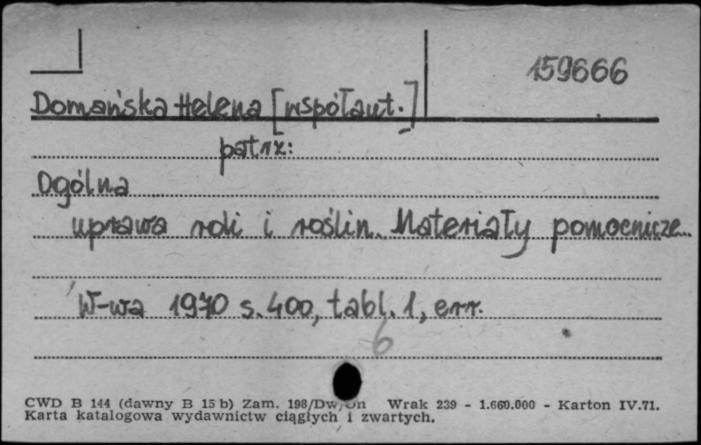 159666
Domańska Helena [współaut.]
patrz:
Ogólna
uprawa roli i roślin. Materiały pomocnicze.
W-wa 1970 s. 400, tabl. 1, err.
6
CWD B 144 (dawny B 15 b) Zam. 198/Dw/Un Wrak 239 - 1.660.000 - Karton IV.71.
Karta katalogowa wydawnictw ciągłych i zwartych.